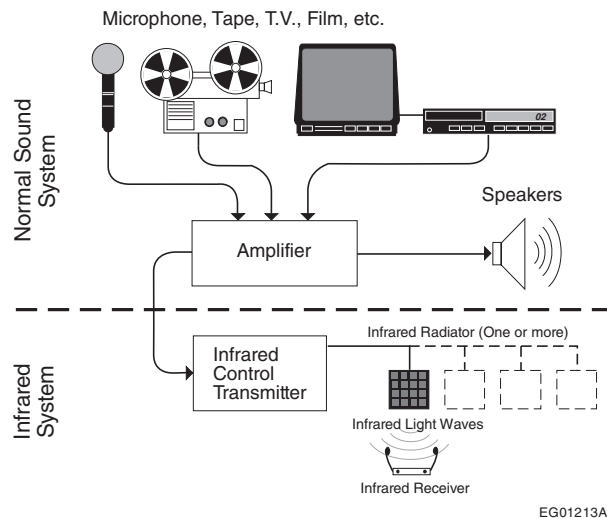 Microphone, Tape, T.V., Film, etc.
Normal Sound
System
02
Speakers
Amplifier
Infrared
System
Infrared Radiator (One or more)
Infrared
Control
Transmitter
Infrared Light Waves
Infrared Receiver
EG01213A